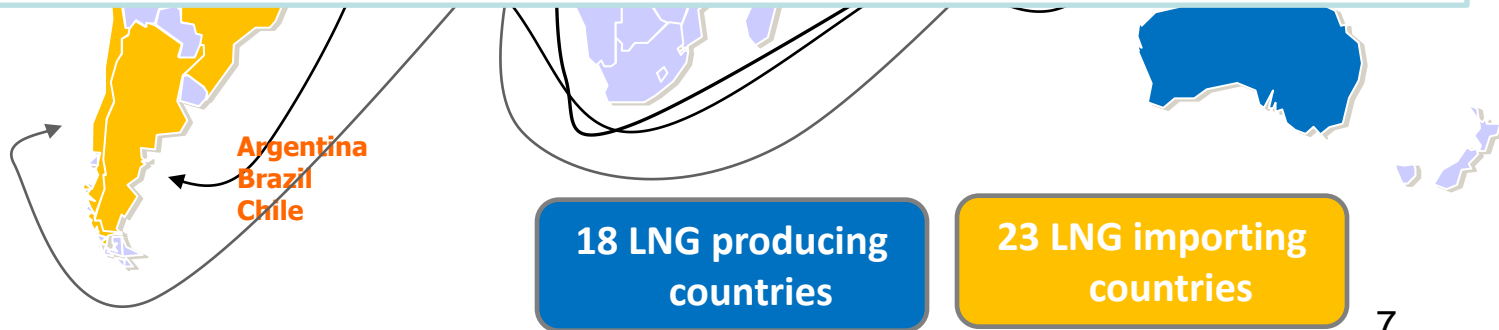 Argentina
Brazil
Chile
18 LNG producing
countries
23 LNG importing
countries
7